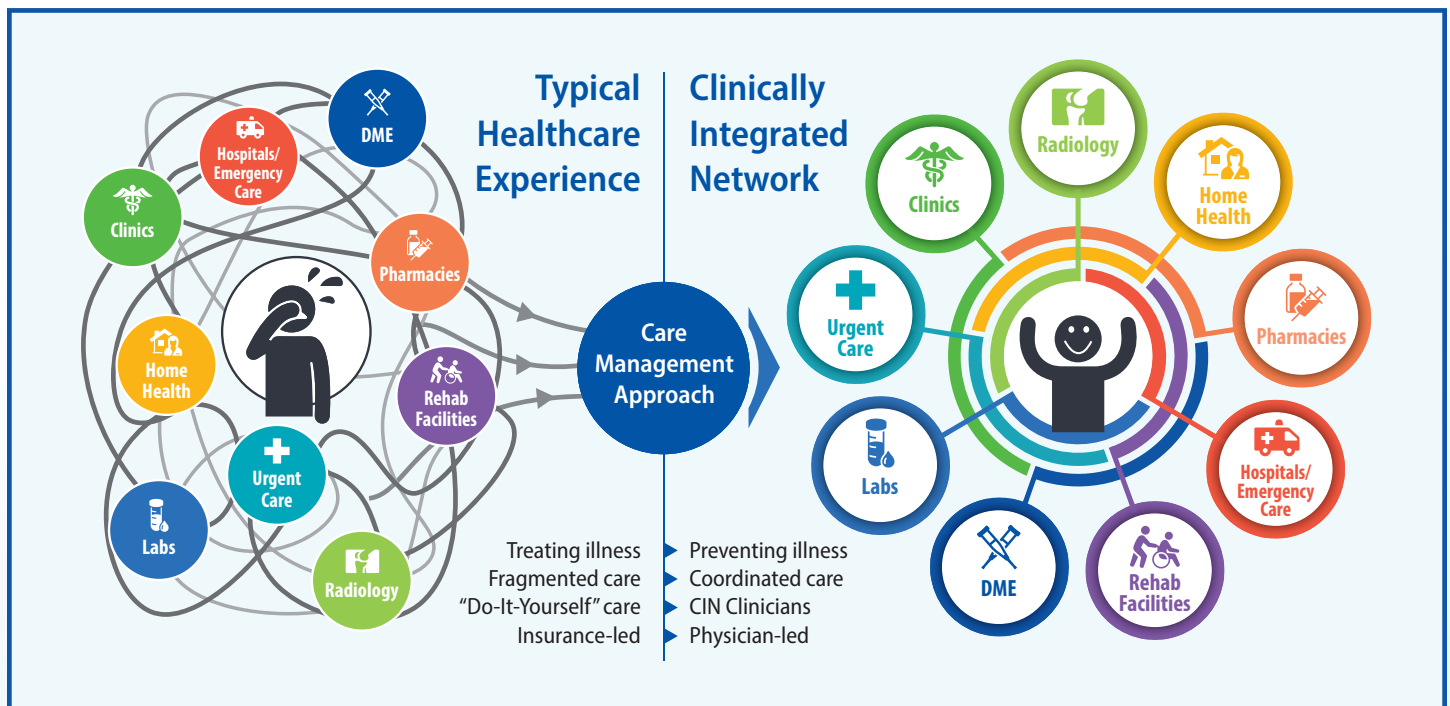 Typical
Healthcare
Experience
DME
Hospitals/
Emergency
Care
Clinics
Pharmacies
Home
Health
Rehab
Facilities
Urgent
Care
Labs
Radiology
Treating illness
Fragmented care
“Do-It-Yourself” care
Insurance-led
Care
Management
Approach
Clinically
Integrated
Network
Radiology
Clinics
Home
Health
Urgent
Care
Pharmacies
Labs
Hospitals/
Emergency
Care
DME
Rehab
Facilities
Preventing illness
Coordinated care
CIN Clinicians
Physician-led